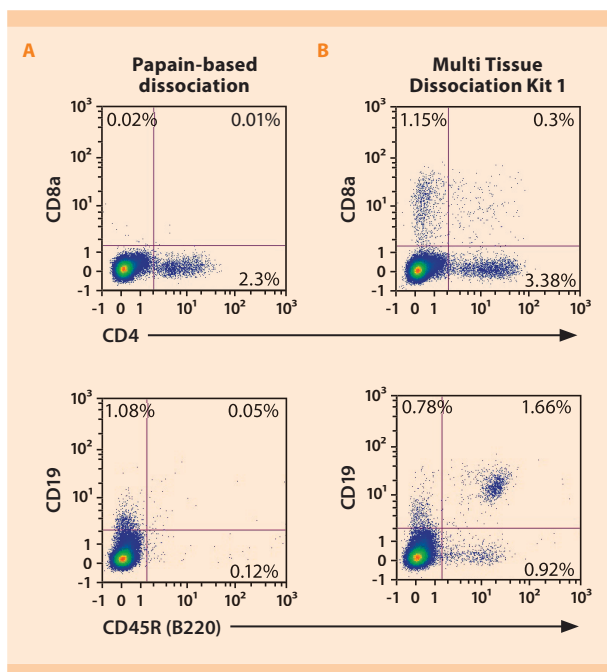 A
Papain-based
dissociation
B
Multi Tissue
Dissociation Kit 1
10³
0.02%
0.01%
10²
CD8a
10¹
1
0
2.3%
-1
-1 0 1 10¹ 10² 10³
10³
1.15%
0.3%
10²
CD8a
10¹
1
0
3.38%
-1
-1 0 1 10¹ 10² 10³
CD4
10³
1.08%
0.05%
10²
CD19
10¹
1
0
0.12%
-1
-1 0 1 10¹ 10² 10³
10³
0.78%
1.66%
10²
CD19
10¹
1
0
0.92%
-1
-1 0 1 10¹ 10² 10³
CD45R (B220)